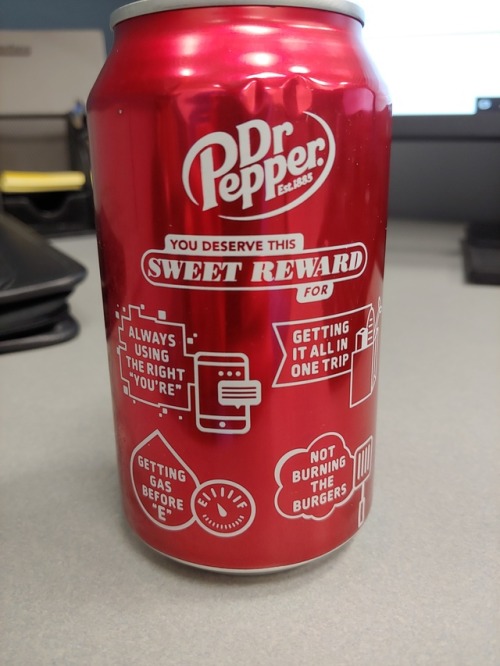 Dr
Pepper.
Est.1885
YOU DESERVE THIS
SWEET REWARD
FOR
ALWAYS
USING
THE RIGHT
"YOU'RE"
GETTING
IT ALL IN
ONE TRIP
GETTING
GAS
BEFORE
"E"
E F
NOT
BURNING
THE
BURGERS